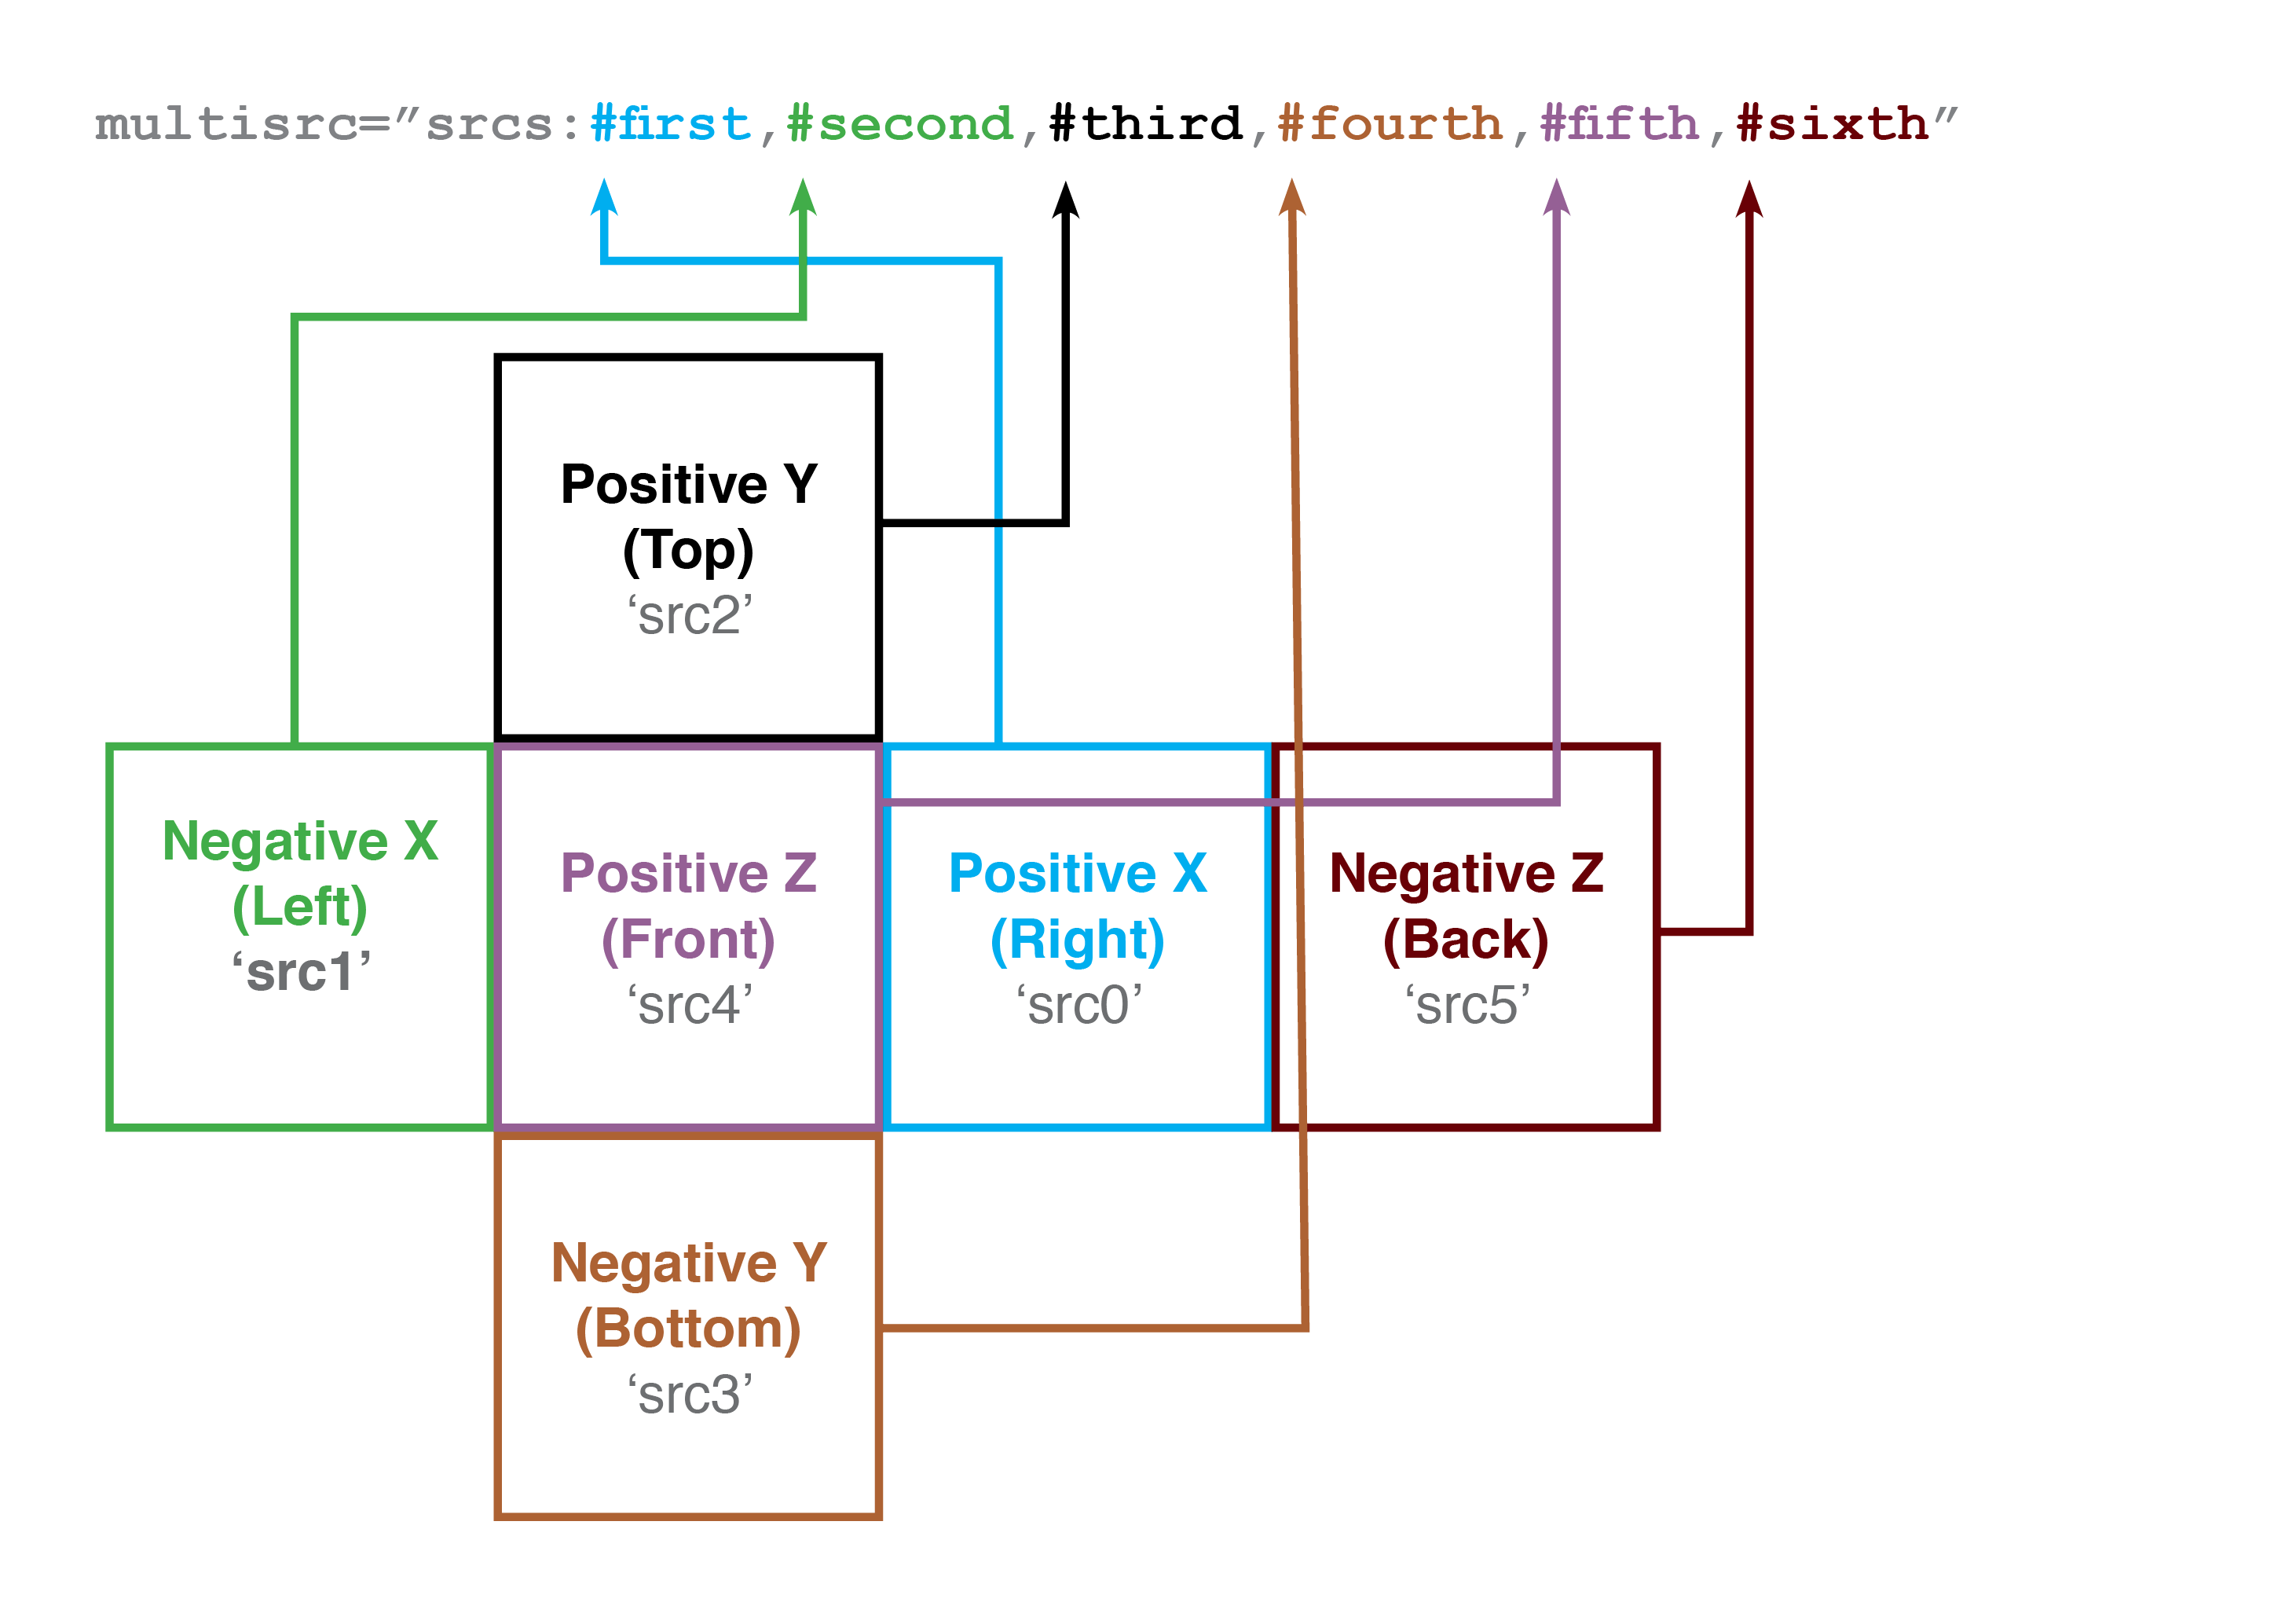 multisrc=”srcs:#first,#second,#third,#fourth,#fifth,#sixth”
Positive Y
(Top)
‘src2’
Negative X
(Left)
‘src1’
Positive Z
(Front)
‘src4’
Positive X
(Right)
‘src0’
Negative Z
(Back)
‘src5’
Negative Y
(Bottom)
‘src3’